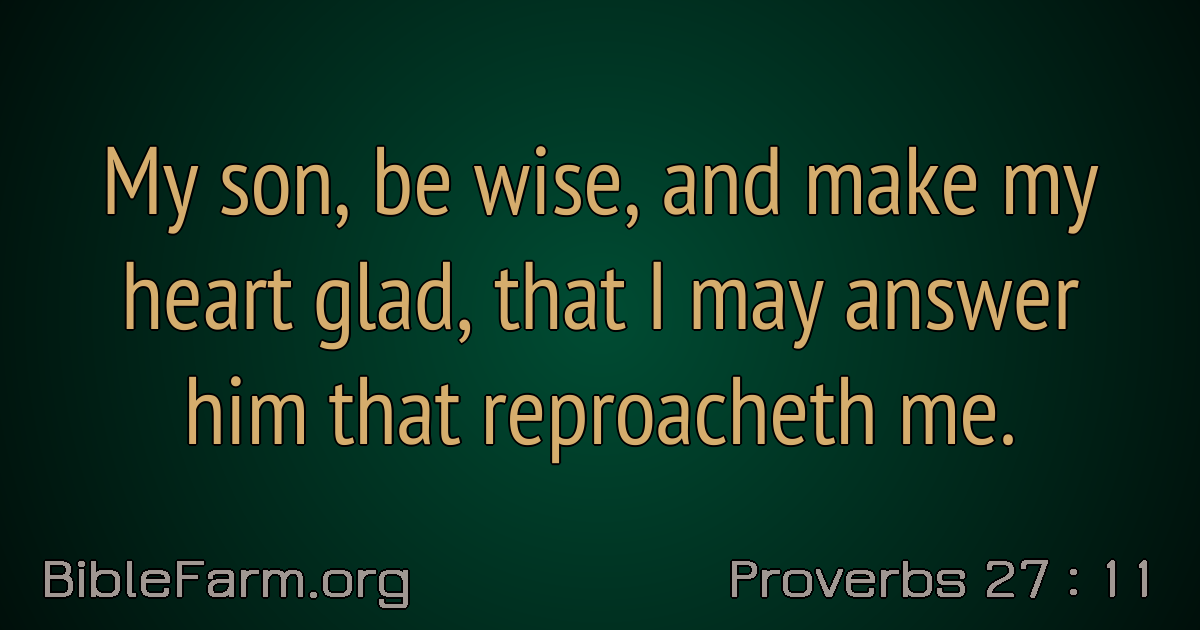 My son, be wise, and make my
heart glad, that I may answer
him that reproacheth me.
BibleFarm.org
Proverbs 27 : 11